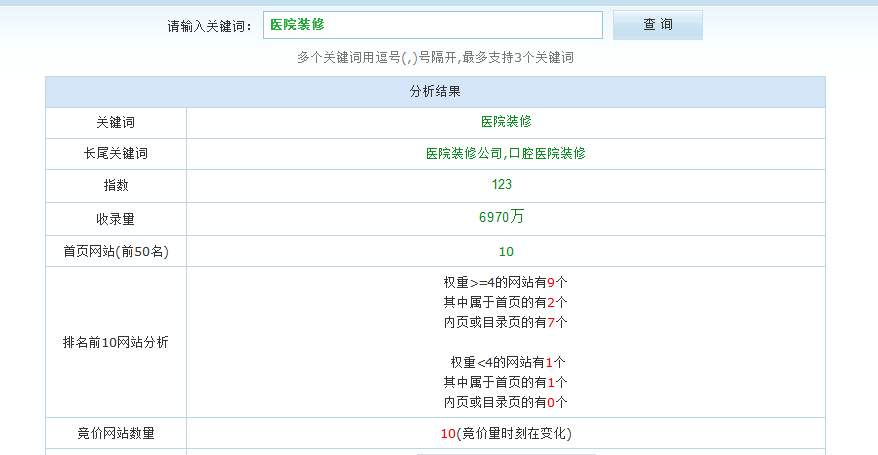 请输入关键词: 医院装修 查 询
多个关键词用逗号(,)号隔开,最多支持3个关键词
分析结果
关键词 医院装修
长尾关键词 医院装修公司,口腔医院装修
指数 123
收录量 6970万
首页网站(前50名) 10
排名前10网站分析
权重>=4的网站有9个
其中属于首页的有2个
内页或目录页的有7个
权重<4的网站有1个
其中属于首页的有1个
内页或目录页的有0个
竞价网站数量 10(竞价量时刻在变化)